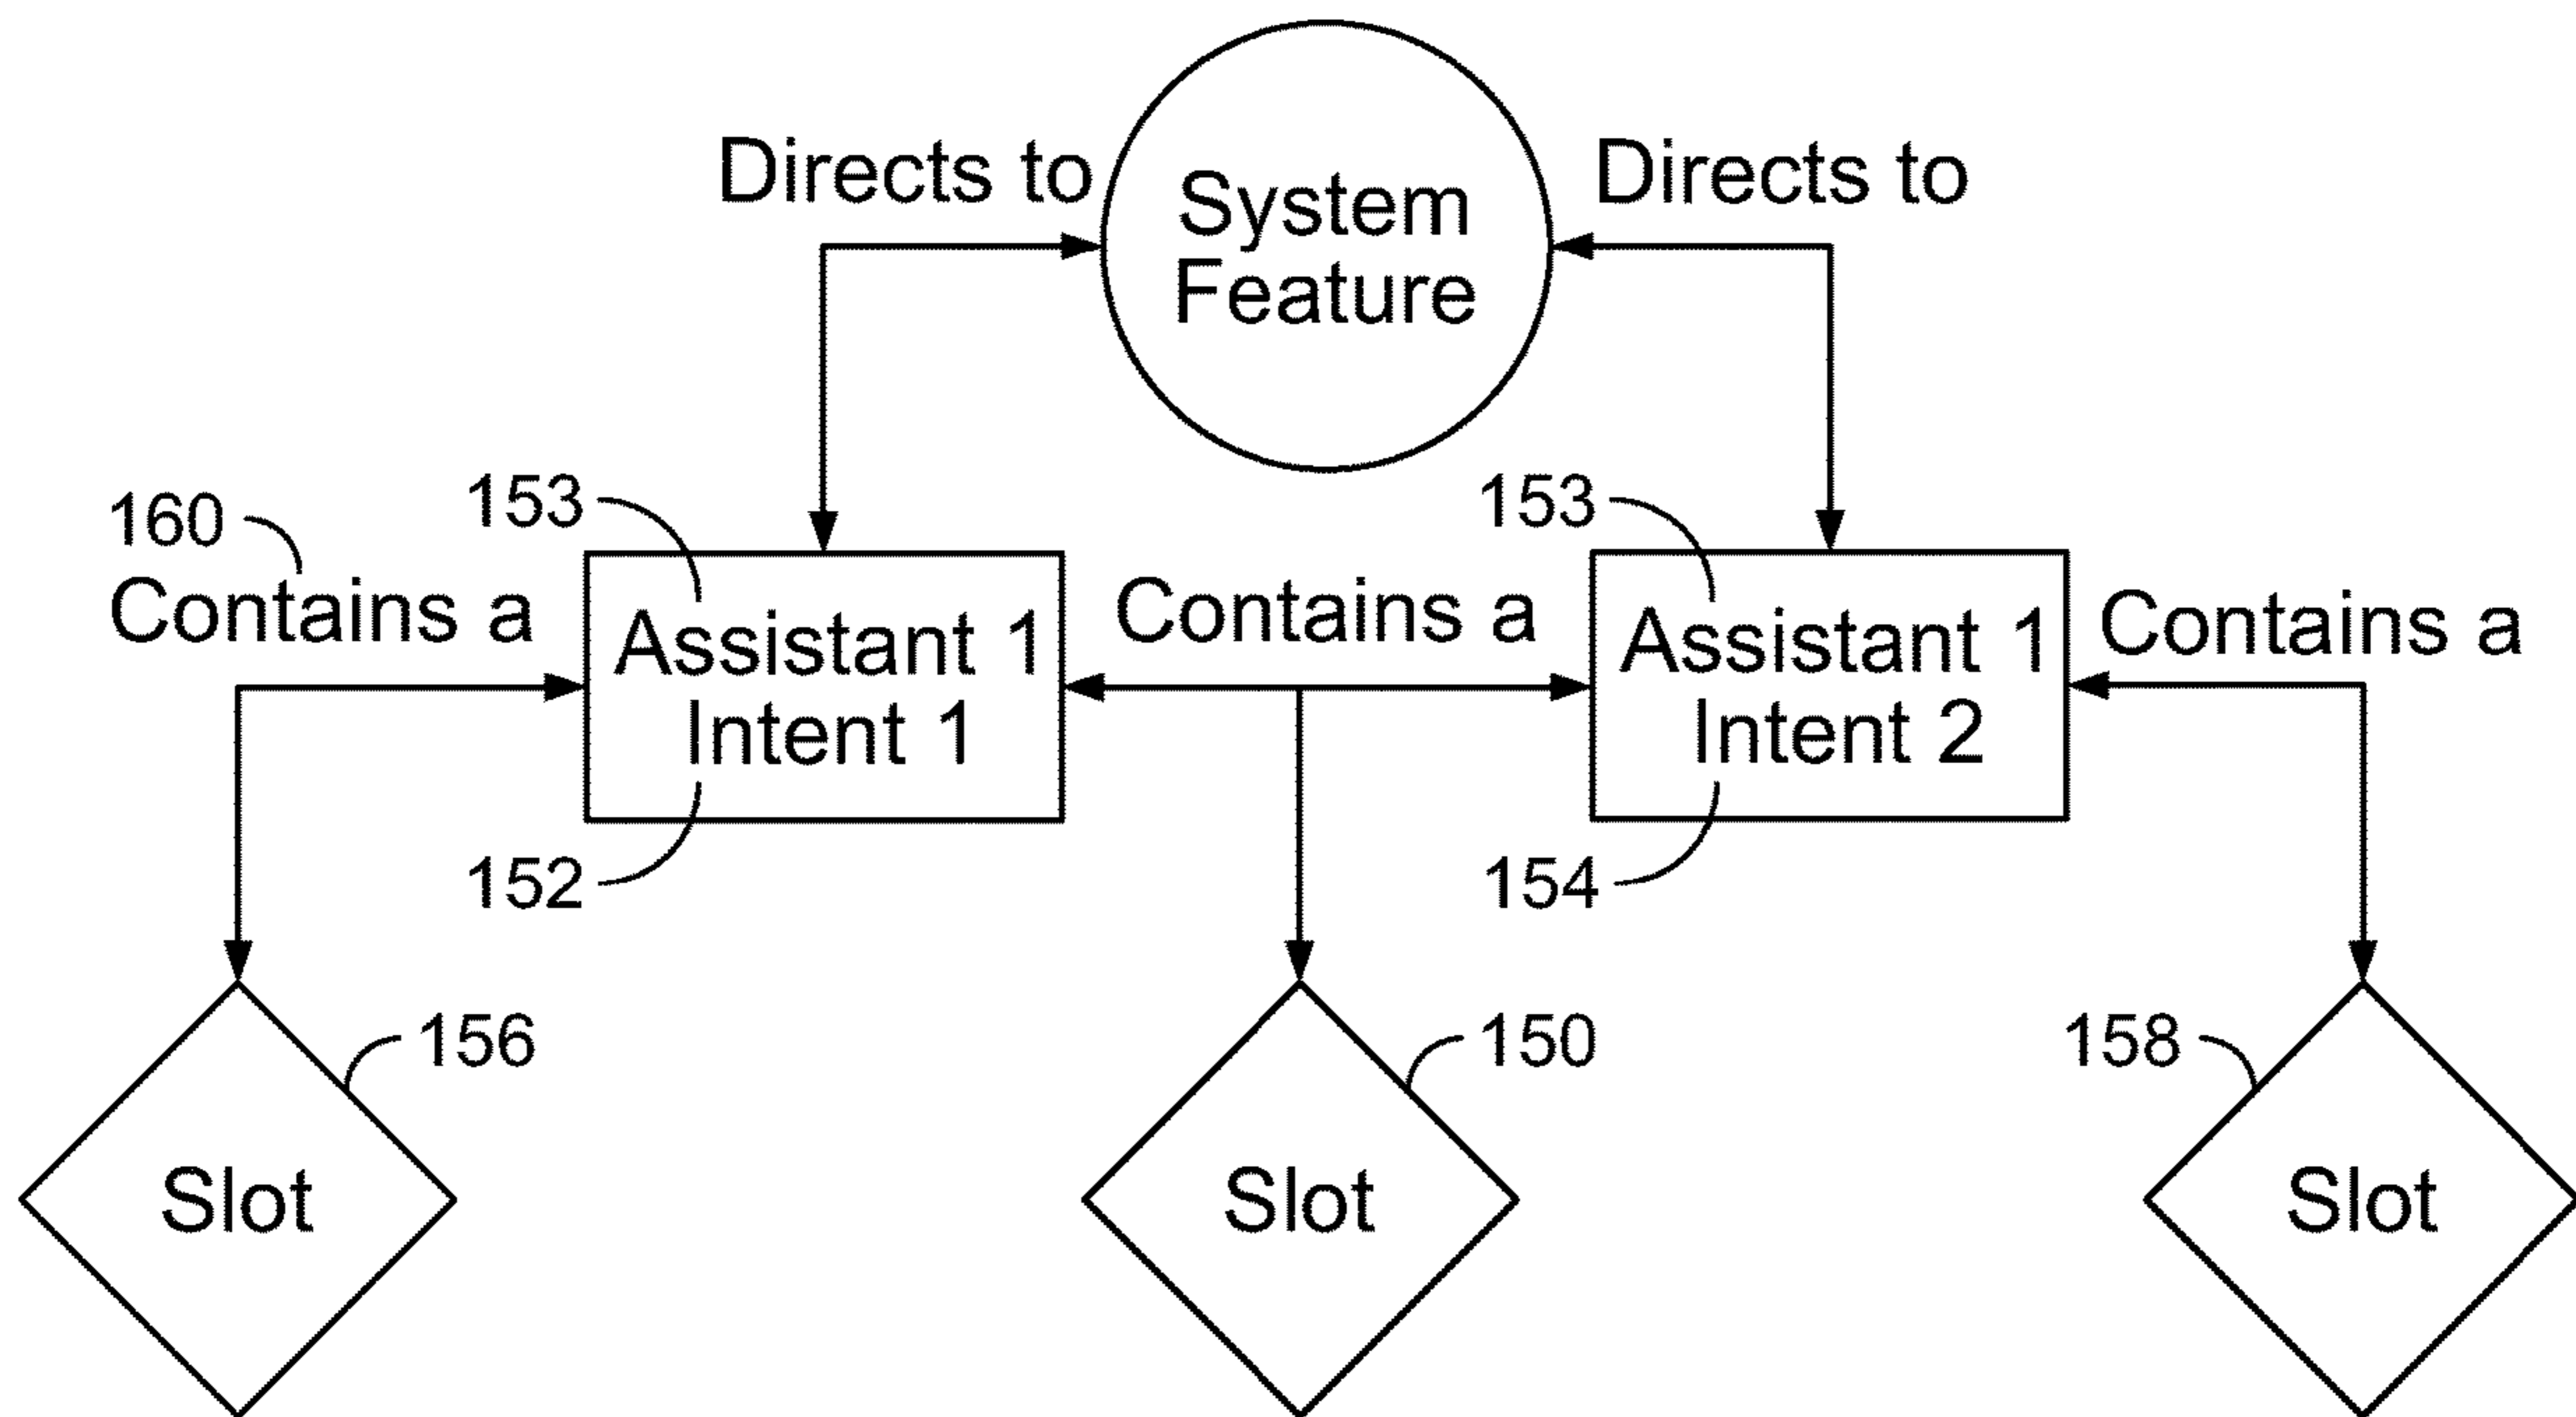 Directs to
System
Feature
Directs to
160
153
153
Contains a
Assistant 1
Intent 1
Contains a
Assistant 1
Intent 2
Contains a
152
154
156
150
158
Slot
Slot
Slot